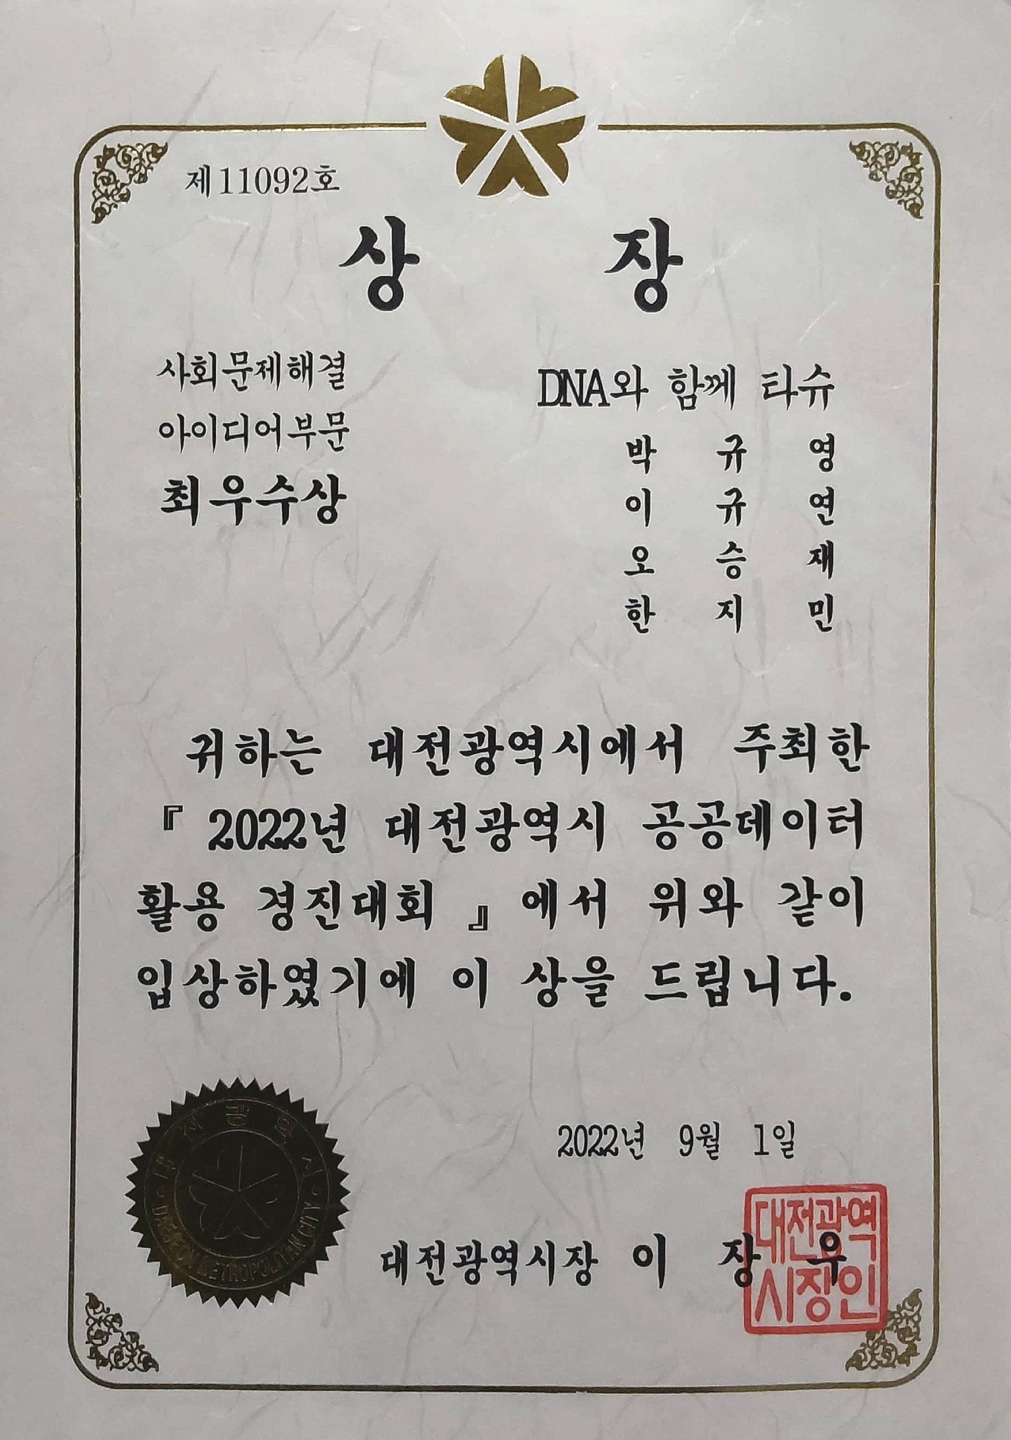 제11092호
상 장
사회문제해결
아이디어부문
최우수상
DNA와 함께 타슈
박 규 영
이 규 연
오 승 재
한 지 민
귀하는 대전광역시에서 주최한
『 2022년 대전광역시 공공데이터
활용 경진대회 』에서 위와 같이
입상하였기에 이 상을 드립니다.
2022년 9월 1일
대전광역시장 이 장 우
대전광역
시장인
대전광역시
DAEJEON METROPOLITAN CITY